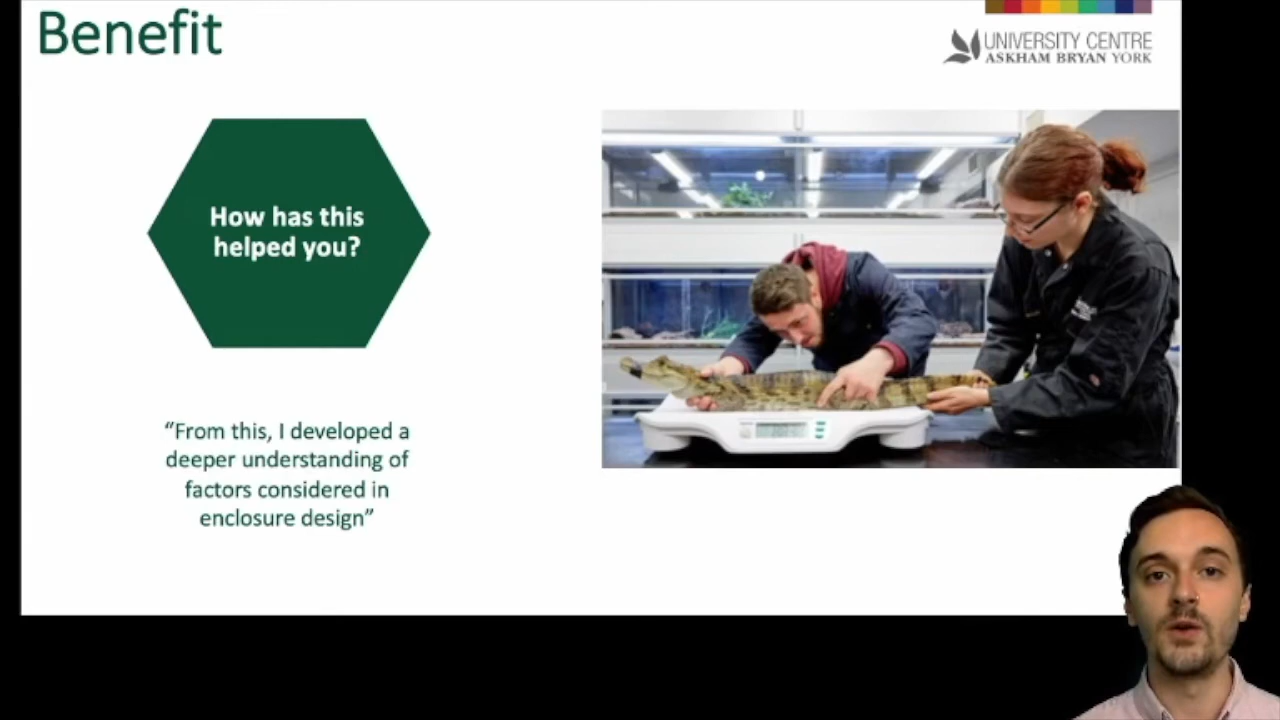 Benefit
UNIVERSITY CENTRE
ASKHAM BRYAN YORK
How has this
helped you?
“From this, I developed a
deeper understanding of
factors considered in
enclosure design”